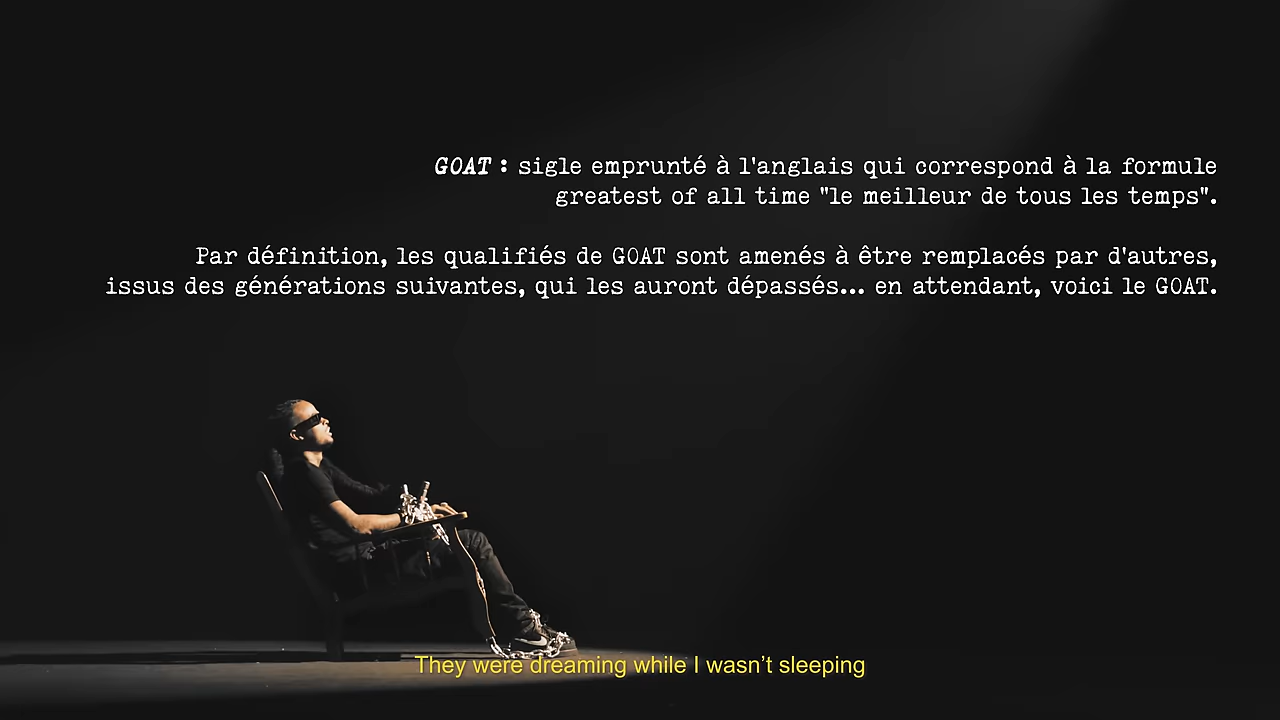 GOAT : sigle emprunté à l'anglais qui correspond à la formule
greatest of all time "le meilleur de tous les temps".
Par définition, les qualifiés de GOAT sont amenés à être remplacés par d'autres,
issus des générations suivantes, qui les auront dépassés... en attendant, voici le GOAT.
They were dreaming while I wasn't sleeping